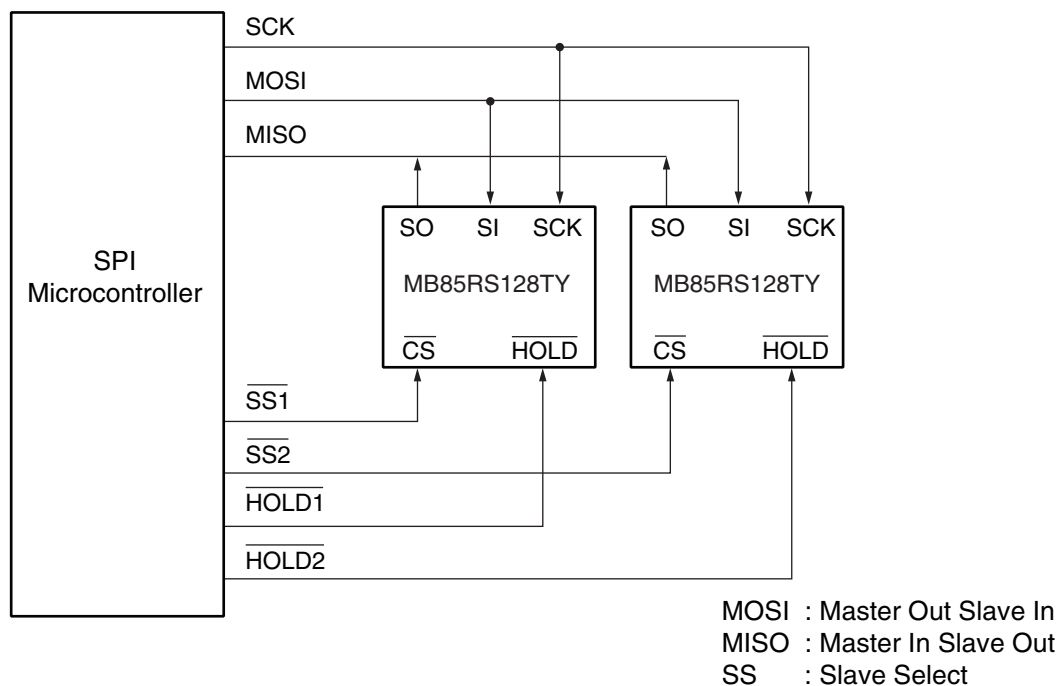 SCK
MOSI
MISO
SO SI SCK
MB85RS128TY
CS HOLD
SO SI SCK
MB85RS128TY
CS HOLD
SPI
Microcontroller
SS1
SS2
HOLD1
HOLD2
MOSI : Master Out Slave In
MISO : Master In Slave Out
SS : Slave Select